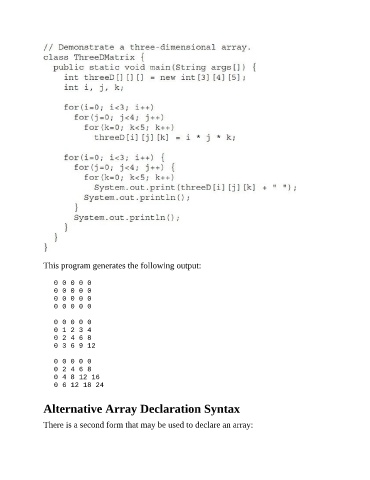 // Demonstrate a three-dimensional array.
class ThreeDMatrix {
public static void main(String args[]) {
int threeD[][][] = new int[3][4][5];
int i, j, k;
for(i=0; i<3; i++)
for(j=0; j<4; j++)
for(k=0; k<5; k++)
threeD[i][j][k] = i * j * k;
for(i=0; i<3; i++) {
for(j=0; j<4; j++) {
for(k=0; k<5; k++)
System.out.print(threeD[i][j][k] + " ");
System.out.println();
}
System.out.println();
}
}
}
This program generates the following output:
0 0 0 0 0
0 0 0 0 0
0 0 0 0 0
0 0 0 0 0
0 0 0 0 0
0 1 2 3 4
0 2 4 6 8
0 3 6 9 12
0 0 0 0 0
0 2 4 6 8
0 4 8 12 16
0 6 12 18 24
Alternative Array Declaration Syntax
There is a second form that may be used to declare an array: